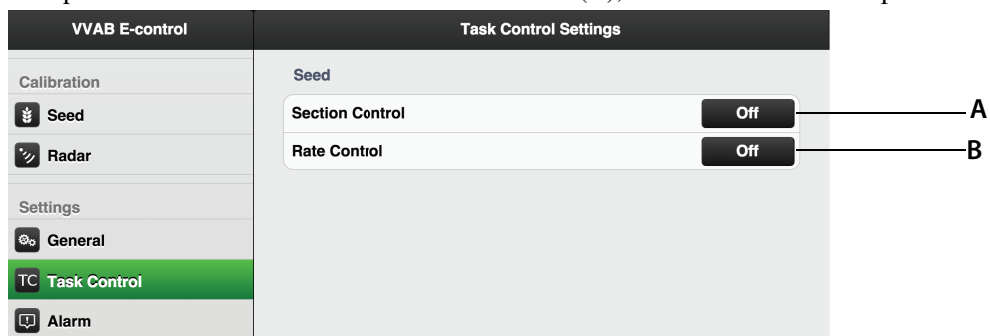 VVAB E-control
Task Control Settings
Calibration
Seed
Radar
Settings
General
TC Task Control
Alarm
Seed
Section Control Off A
Rate Control Off B